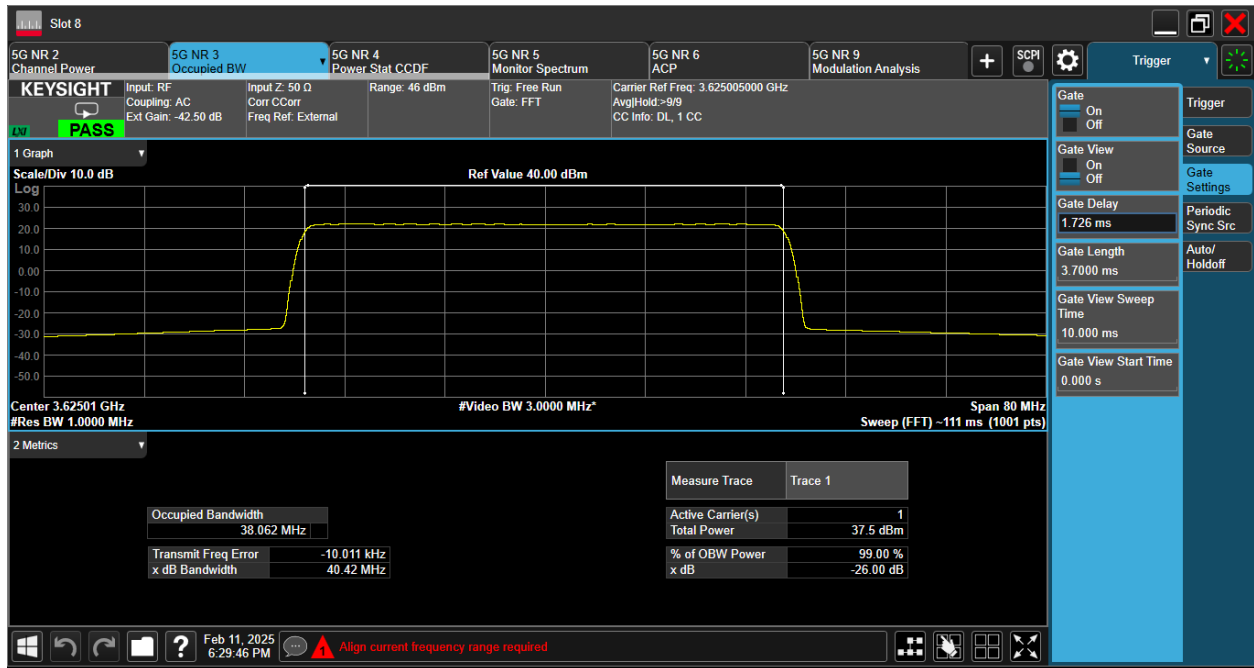 Slot 8
5G NR 2
Channel Power
5G NR 3
Occupied BW
5G NR 4
Power Stat CCDF
5G NR 5
Monitor Spectrum
5G NR 6
ACP
5G NR 9
Modulation Analysis
+
SCPI
Trigger
KEYSIGHT
LXI
PASS
Input: RF
Coupling: AC
Ext Gain: -42.50 dB
Input Z: 50 Ω
Corr CCorr
Freq Ref: External
Range: 46 dBm
Trig: Free Run
Gate: FFT
Carrier Ref Freq: 3.625005000 GHz
Avg|Hold:>9/9
CC Info: DL, 1 CC
1 Graph
Scale/Div 10.0 dB
Ref Value 40.00 dBm
Log
30.0
20.0
10.0
0.00
-10.0
-20.0
-30.0
-40.0
-50.0
Center 3.62501 GHz
#Video BW 3.0000 MHz*
Span 80 MHz
#Res BW 1.0000 MHz
Sweep (FFT) ~111 ms (1001 pts)
2 Metrics
Measure Trace
Trace 1
Occupied Bandwidth
38.062 MHz
Active Carrier(s)
1
Total Power
37.5 dBm
Transmit Freq Error
-10.011 kHz
x dB Bandwidth
40.42 MHz
% of OBW Power
99.00 %
x dB
-26.00 dB
Gate
On
Off
Gate View
On
Off
Gate Delay
1.726 ms
Gate Length
3.7000 ms
Gate View Sweep
Time
10.000 ms
Gate View Start Time
0.000 s
Trigger
Gate
Source
Gate
Settings
Periodic
Sync Src
Auto/
Holdoff
?
Feb 11, 2025
6:29:46 PM
1
Align current frequency range required